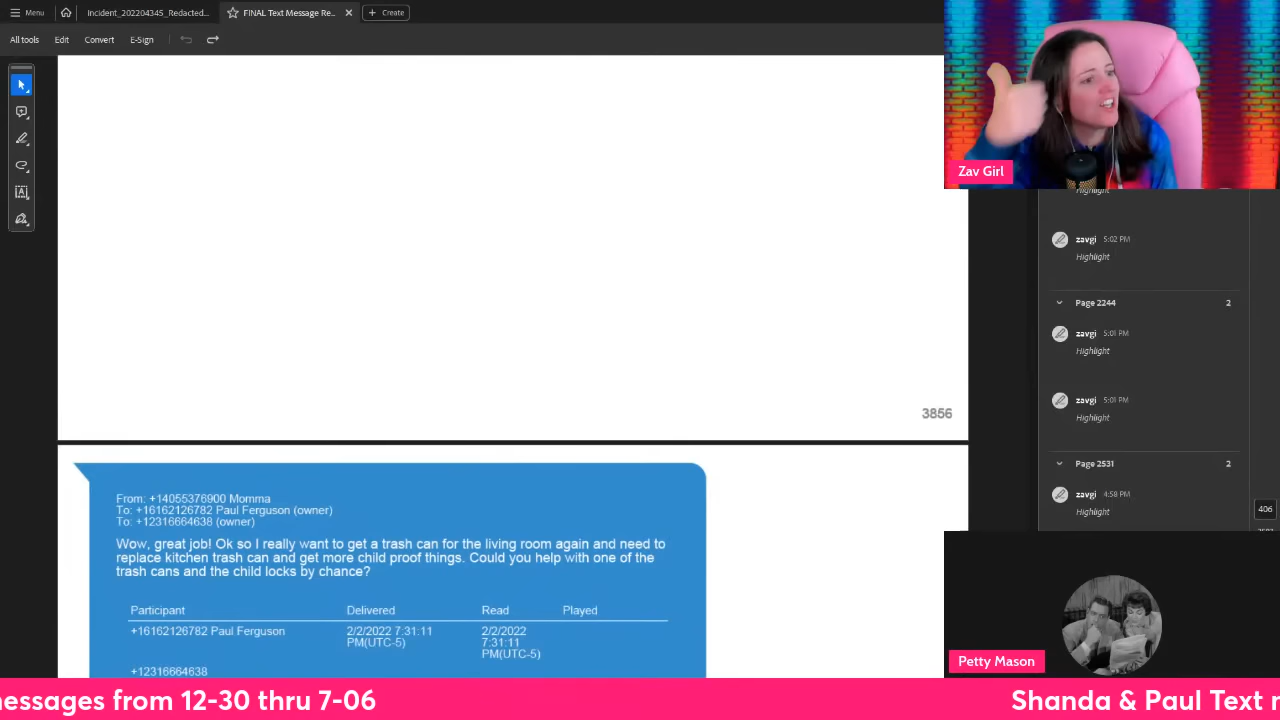 Menu
Incident_202204345_Redacted...
FINAL Text Message Re...
Create
All tools
Edit
Convert
E-Sign
Zav Girl
Highlight
zavgi 5:02 PM
Highlight
Page 2244 2
zavgi 5:01 PM
Highlight
zavgi 5:01 PM
Highlight
3856
Page 2531 2
zavgi 4:58 PM
Highlight
406
From: +14055376900 Momma
To: +16162126782 Paul Ferguson (owner)
To: +12316664638 (owner)
Wow, great job! Ok so I really want to get a trash can for the living room again and need to
replace kitchen trash can and get more child proof things. Could you help with one of the
trash cans and the child locks by chance?
Participant Delivered Read Played
+16162126782 Paul Ferguson 2/2/2022 7:31:11 2/2/2022
PM(UTC-5) 7:31:11
PM(UTC-5)
+12316664638
Petty Mason
essages from 12-30 thru 7-06 Shanda & Paul Text